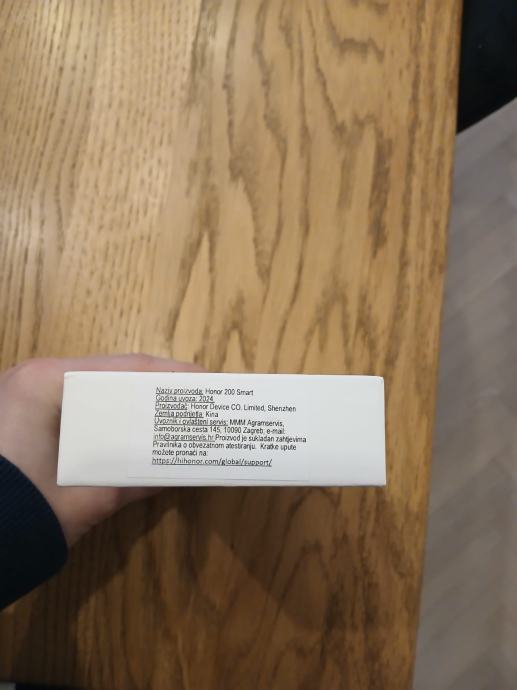 Naziv proizvoda: Honor 200 Smart
Godina uvoza: 2024.
Proizvođač: Honor Device CO. Limited, Shenzhen
Zemlja podrijetla: Kina
Uvoznik i ovlašteni servis: MMM Agramservis,
Samoborska cesta 145, 10090 Zagreb; e-mail:
info@agramservis.hr Proizvod je sukladan zahtjevima
Pravilnika o obveznatom atestiranju. Kratke upute
možete pronaći na:
https://hihonor.com/global/support/